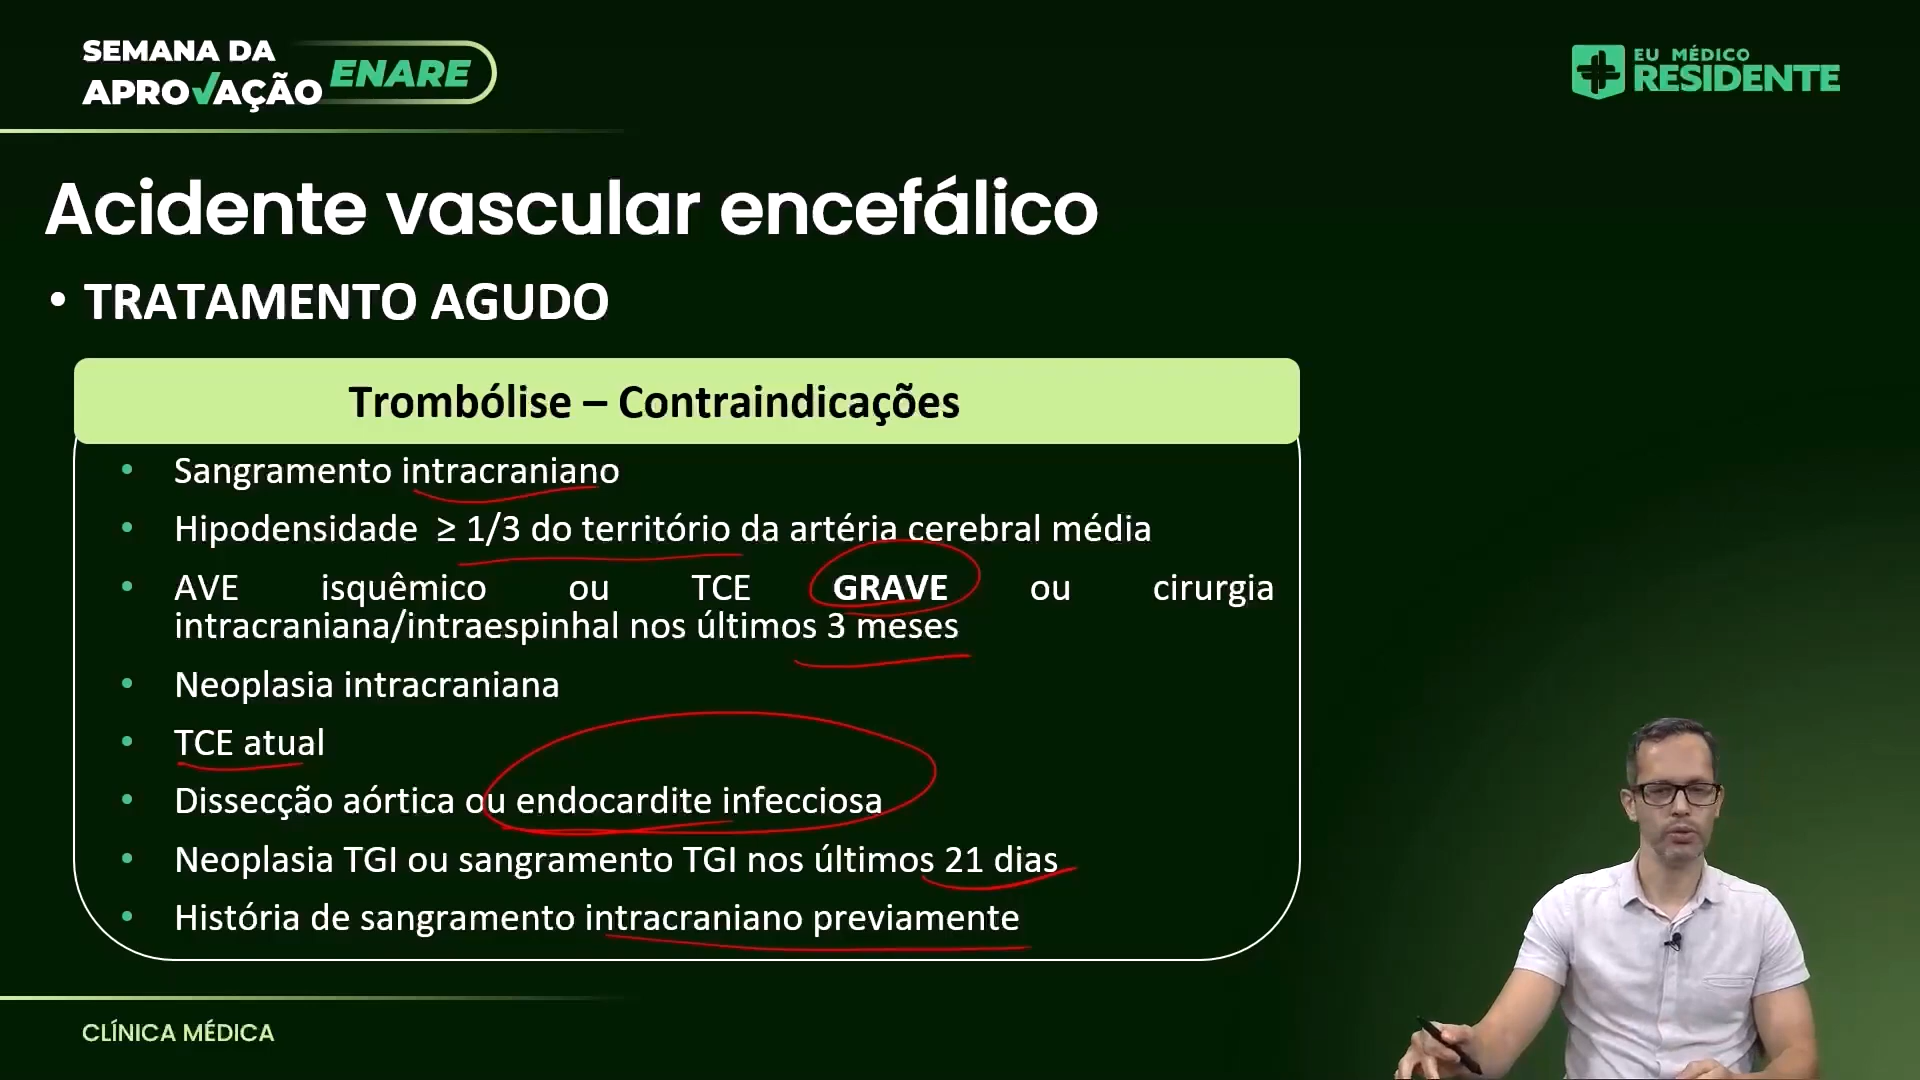 SEMANA DA
APROVAÇÃO ENARE
EU MÉDICO
RESIDENTE
Acidente vascular encefálico
• TRATAMENTO AGUDO
Trombólise – Contraindicações
• Sangramento intracraniano
• Hipodensidade ≥ 1/3 do território da artéria cerebral média
• AVE isquêmico ou TCE GRAVE ou cirurgia
intracraniana/intraespinhal nos últimos 3 meses
• Neoplasia intracraniana
• TCE atual
• Dissecção aórtica ou endocardite infecciosa
• Neoplasia TGI ou sangramento TGI nos últimos 21 dias
• História de sangramento intracraniano previamente
CLÍNICA MÉDICA